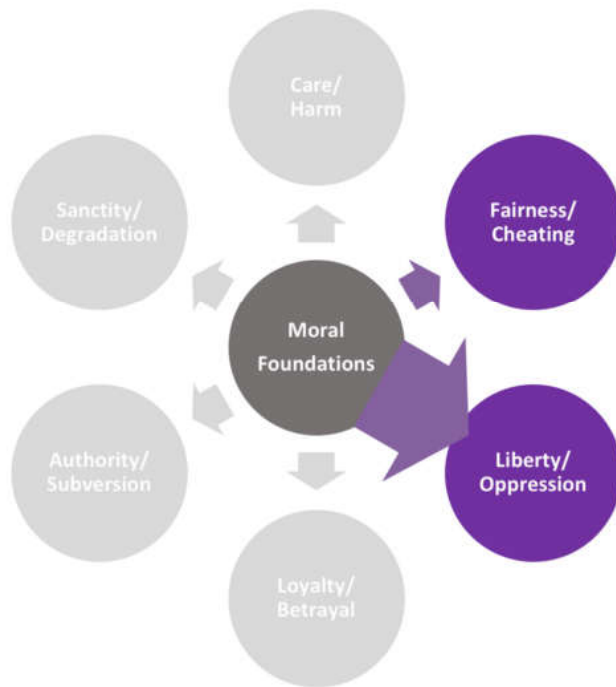 Care/
Harm
Fairness/
Cheating
Liberty/
Oppression
Loyalty/
Betrayal
Authority/
Subversion
Sanctity/
Degradation
Moral
Foundations